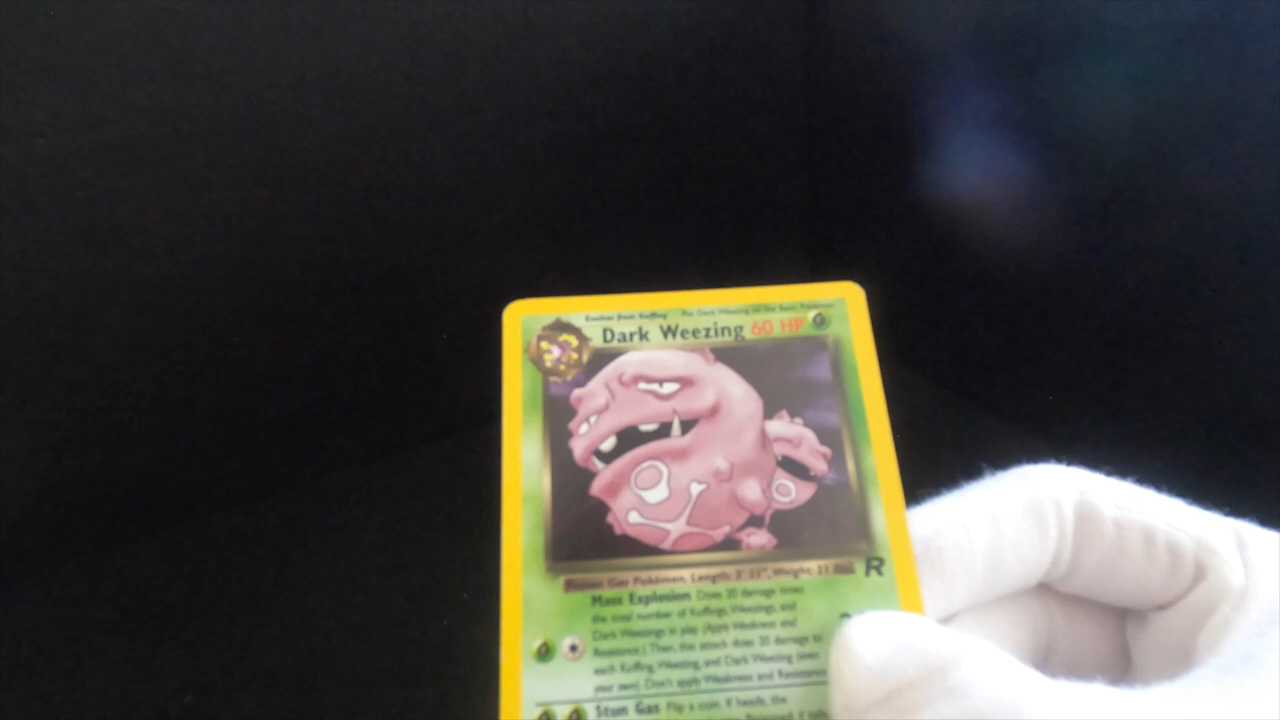 Evolves from Koffing Put Dark Weezing on the Basic Pokémon
Dark Weezing 60 HP
Poison Gas Pokémon. Length: 3' 11", Weight: 21 lbs.
R
Mass Explosion Does 20 damage times
the total number of Koffings, Weezings, and
Dark Weezings in play. (Apply Weakness and
Resistance.) Then, this attack does 20 damage to
each Koffing, Weezing, and Dark Weezing (even
your own). Don't apply Weakness and Resistance
Stun Gas Flip a coin. If heads, the